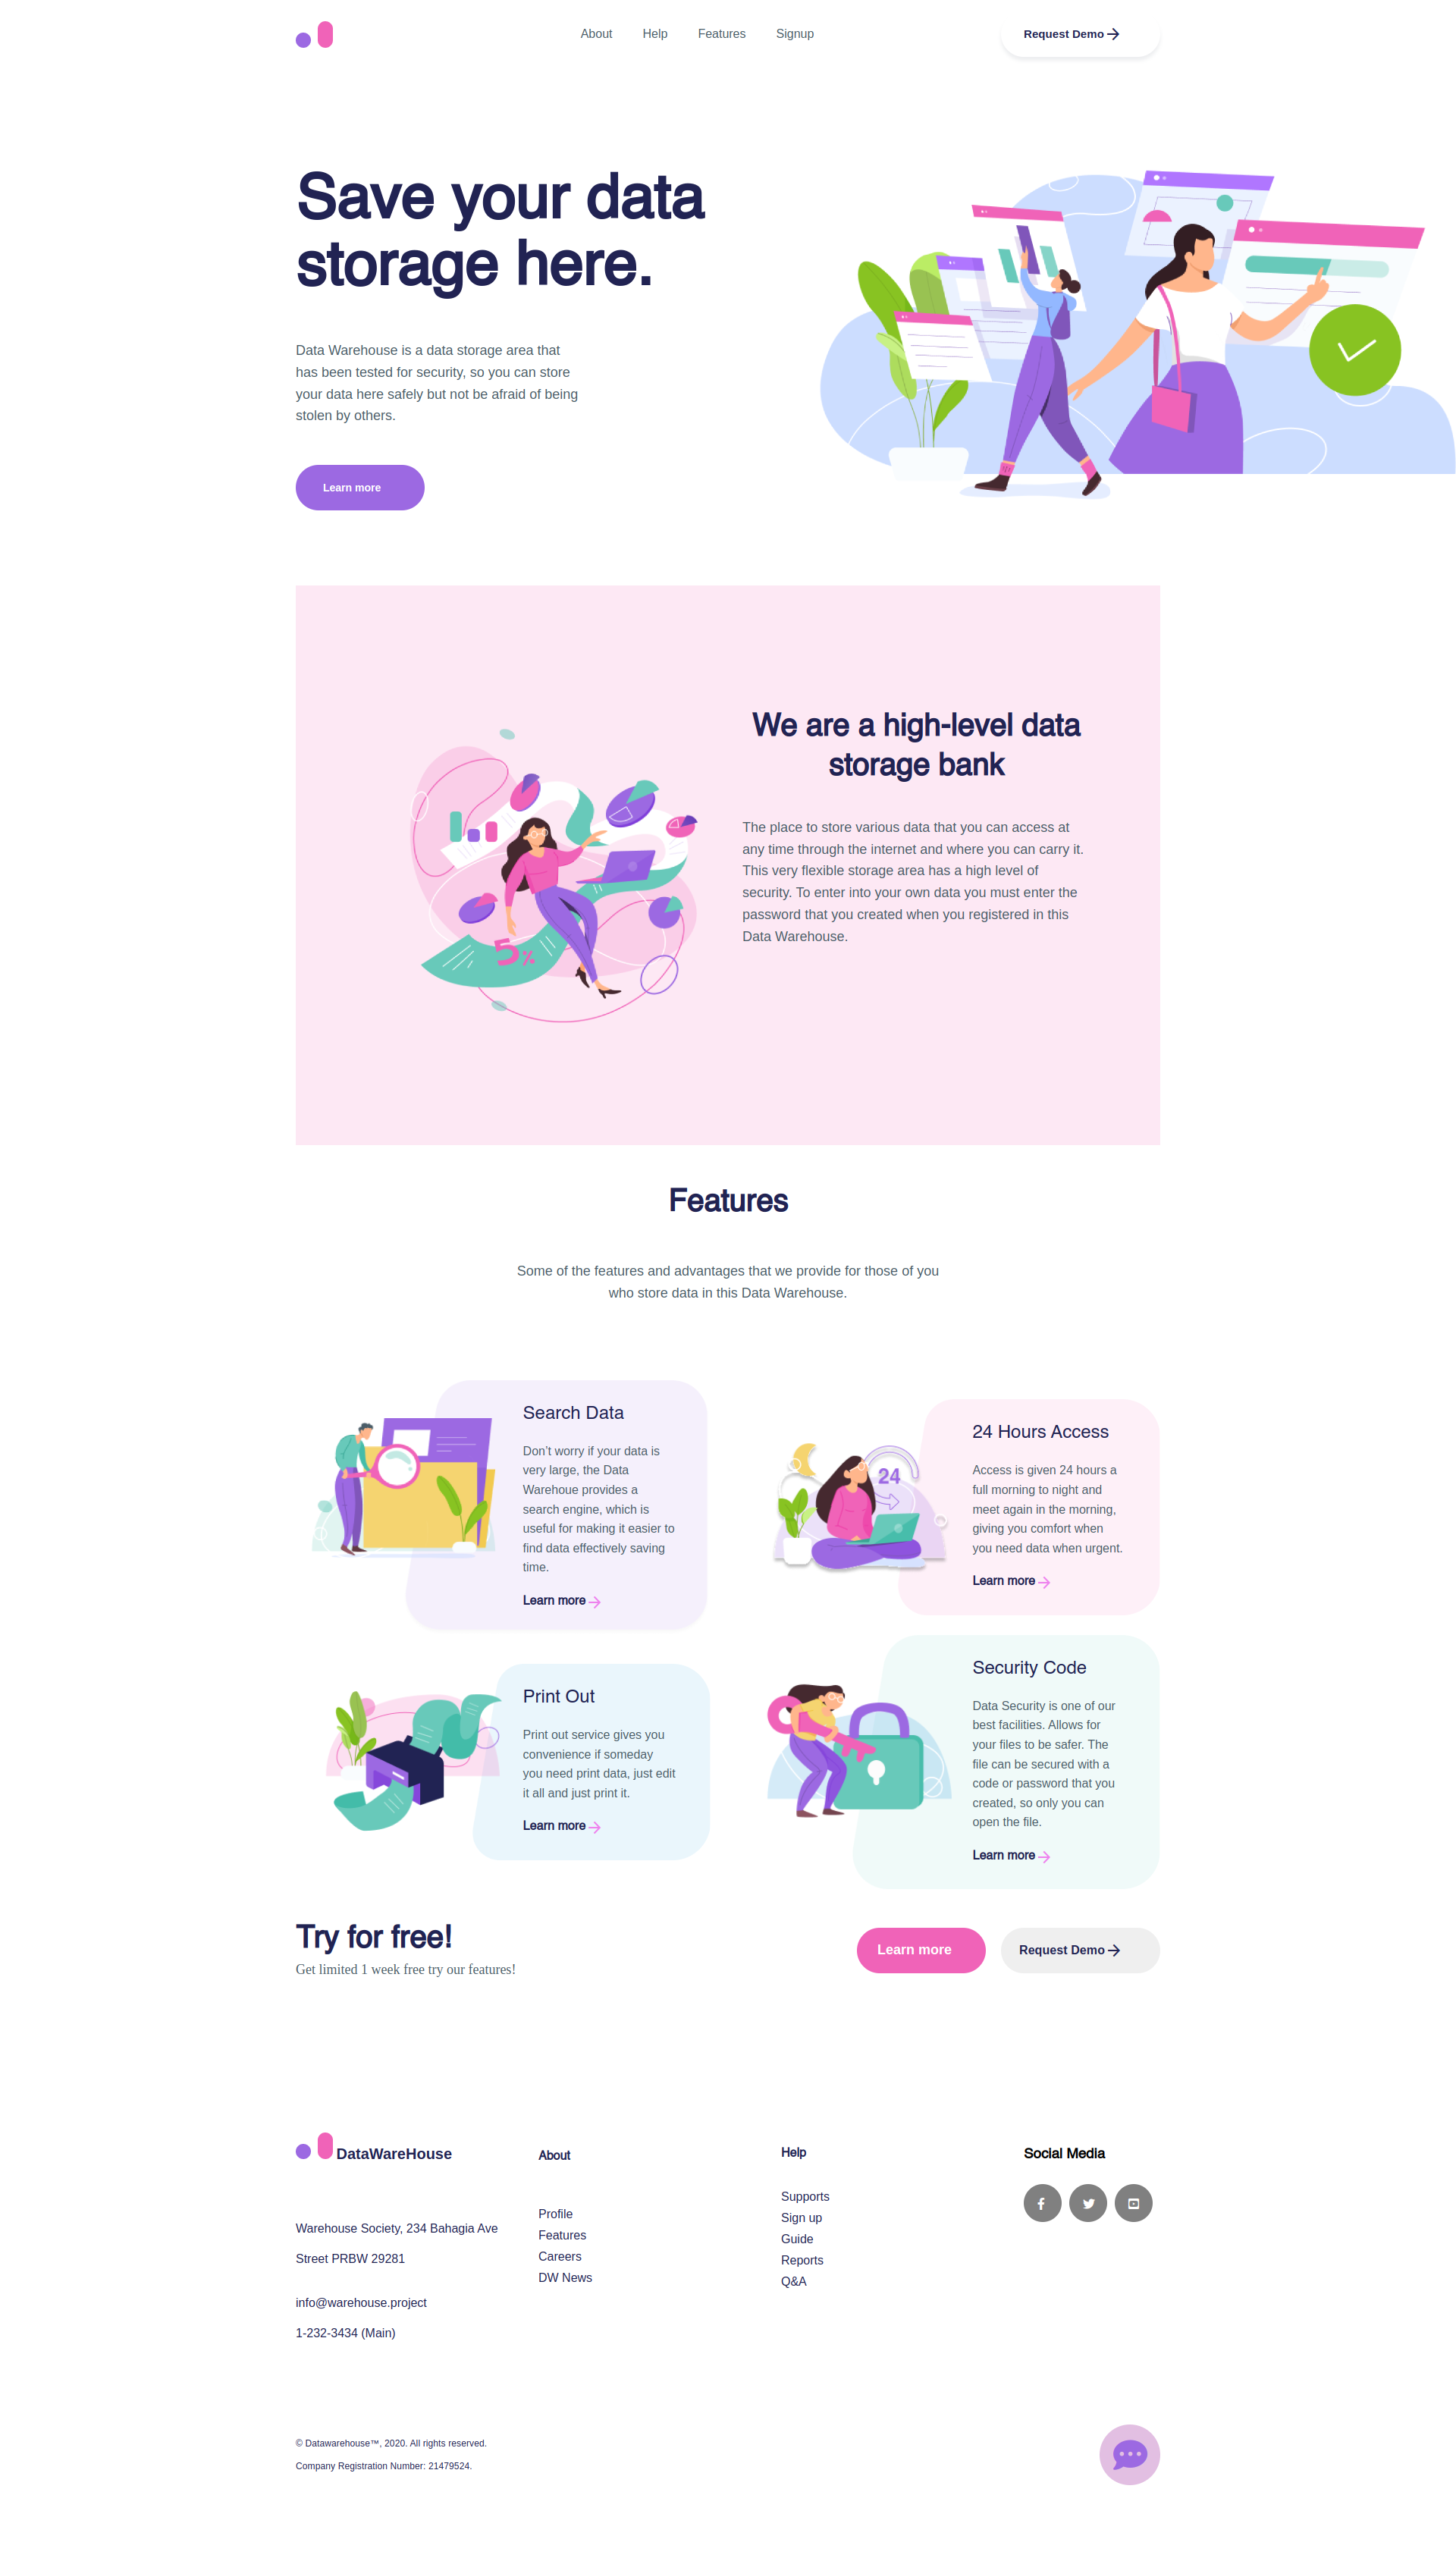 About Help Features Signup Request Demo
Save your data
storage here.
Data Warehouse is a data storage area that
has been tested for security, so you can store
your data here safely but not be afraid of being
stolen by others.
Learn more
We are a high-level data
storage bank
The place to store various data that you can access at
any time through the internet and where you can carry it.
This very flexible storage area has a high level of
security. To enter into your own data you must enter the
password that you created when you registered in this
Data Warehouse.
5%
Features
Some of the features and advantages that we provide for those of you
who store data in this Data Warehouse.
Search Data
Don't worry if your data is
very large, the Data
Warehoue provides a
search engine, which is
useful for making it easier to
find data effectively saving
time.
Learn more
24 Hours Access
24
Access is given 24 hours a
full morning to night and
meet again in the morning,
giving you comfort when
you need data when urgent.
Learn more
Print Out
Print out service gives you
convenience if someday
you need print data, just edit
it all and just print it.
Learn more
Security Code
Data Security is one of our
best facilities. Allows for
your files to be safer. The
file can be secured with a
code or password that you
created, so only you can
open the file.
Learn more
Try for free!
Get limited 1 week free try our features!
Learn more
Request Demo
DataWareHouse
Warehouse Society, 234 Bahagia Ave
Street PRBW 29281
info@warehouse.project
1-232-3434 (Main)
About
Profile
Features
Careers
DW News
Help
Supports
Sign up
Guide
Reports
Q&A
Social Media
© Datawarehouse™, 2020. All rights reserved.
Company Registration Number: 21479524.